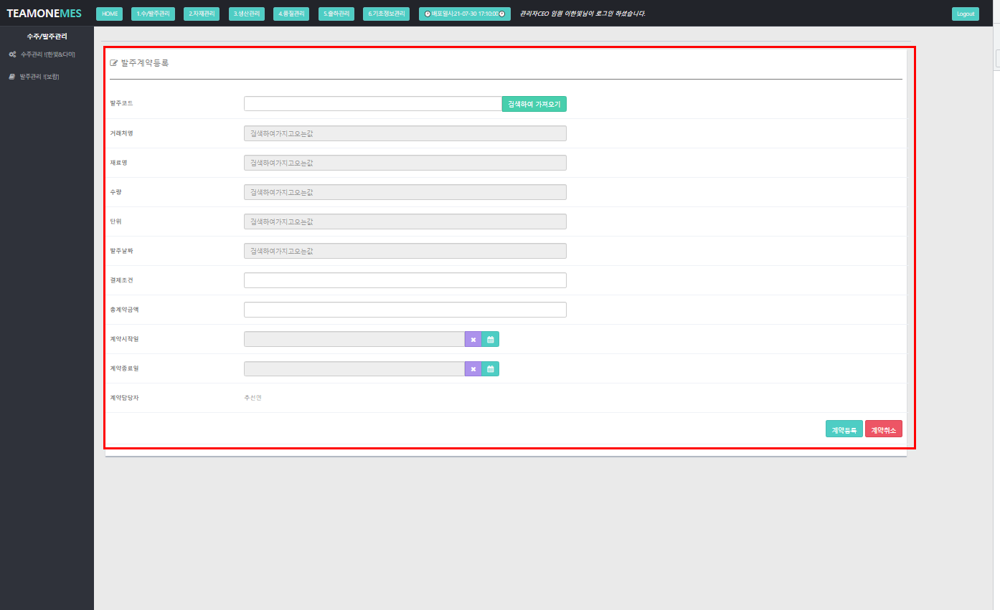 TEAMONEMES HOME 1.수/발주관리 2.자재관리 3.생산관리 4.품질관리 5.출하관리 6.기초정보관리 배포일시:21-07-30 17:10:00 관리자CEO 임원 이한빛님이 로그인 하셨습니다. Logout
수주/발주관리
수주관리 ![한빛&다미]
발주관리 ![보람]
발주계약등록
발주코드 검색하여 가져오기
거래처명 검색하여가지고오는값
재료명 검색하여가지고오는값
수량 검색하여가지고오는값
단위 검색하여가지고오는값
발주날짜 검색하여가지고오는값
결제조건
총계약금액
계약시작일
계약종료일
계약담당자 추신맨
계약등록 계약취소